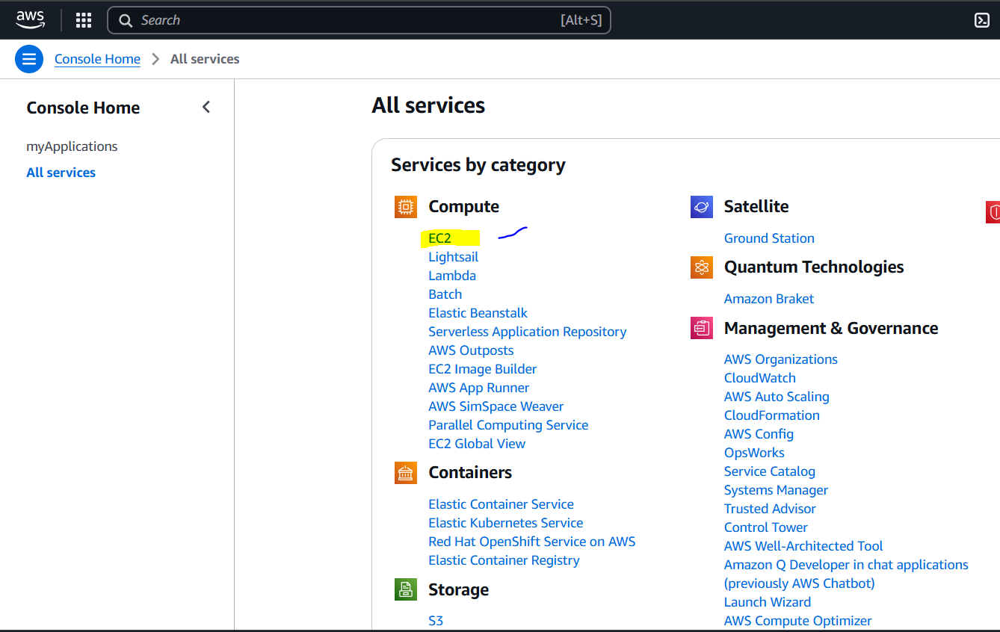 aws
Search [Alt+S]
Console Home > All services
Console Home
myApplications
All services
All services
Services by category
Compute
EC2
Lightsail
Lambda
Batch
Elastic Beanstalk
Serverless Application Repository
AWS Outposts
EC2 Image Builder
AWS App Runner
AWS SimSpace Weaver
Parallel Computing Service
EC2 Global View
Containers
Elastic Container Service
Elastic Kubernetes Service
Red Hat OpenShift Service on AWS
Elastic Container Registry
Storage
S3
Satellite
Ground Station
Quantum Technologies
Amazon Braket
Management & Governance
AWS Organizations
CloudWatch
AWS Auto Scaling
CloudFormation
AWS Config
OpsWorks
Service Catalog
Systems Manager
Trusted Advisor
Control Tower
AWS Well-Architected Tool
Amazon Q Developer in chat applications
(previously AWS Chatbot)
Launch Wizard
AWS Compute Optimizer